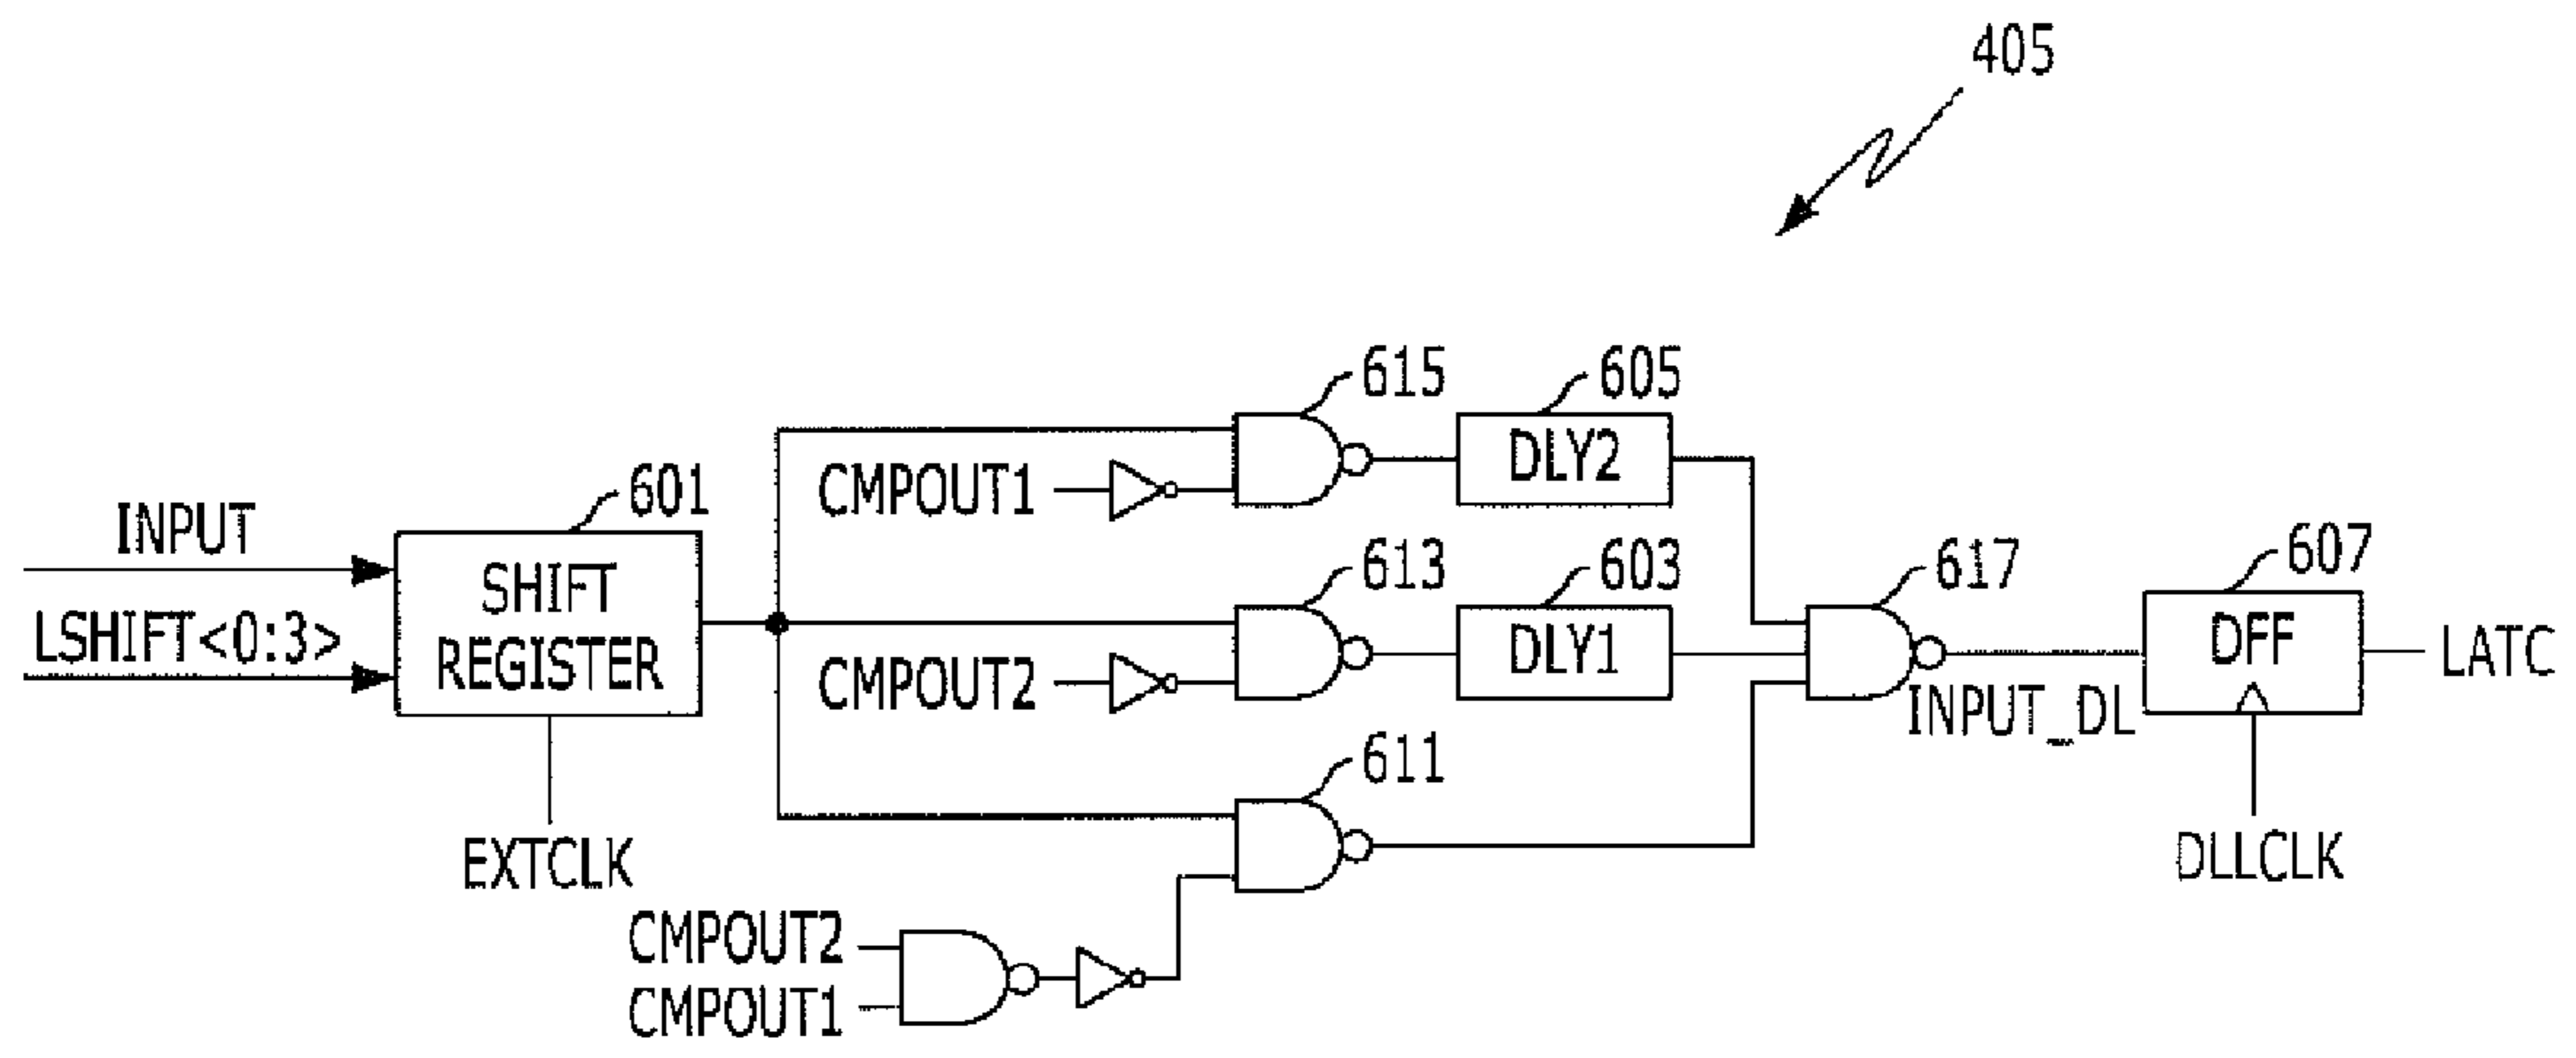 405
615
605
CMPOUT1
DLY2
601
INPUT
SHIFT
REGISTER
LSHIFT<0:3>
613
603
617
607
CMPOUT2
DLY1
DFF
LATC
INPUT_DL
611
EXTCLK
DLLCLK
CMPOUT2
CMPOUT1